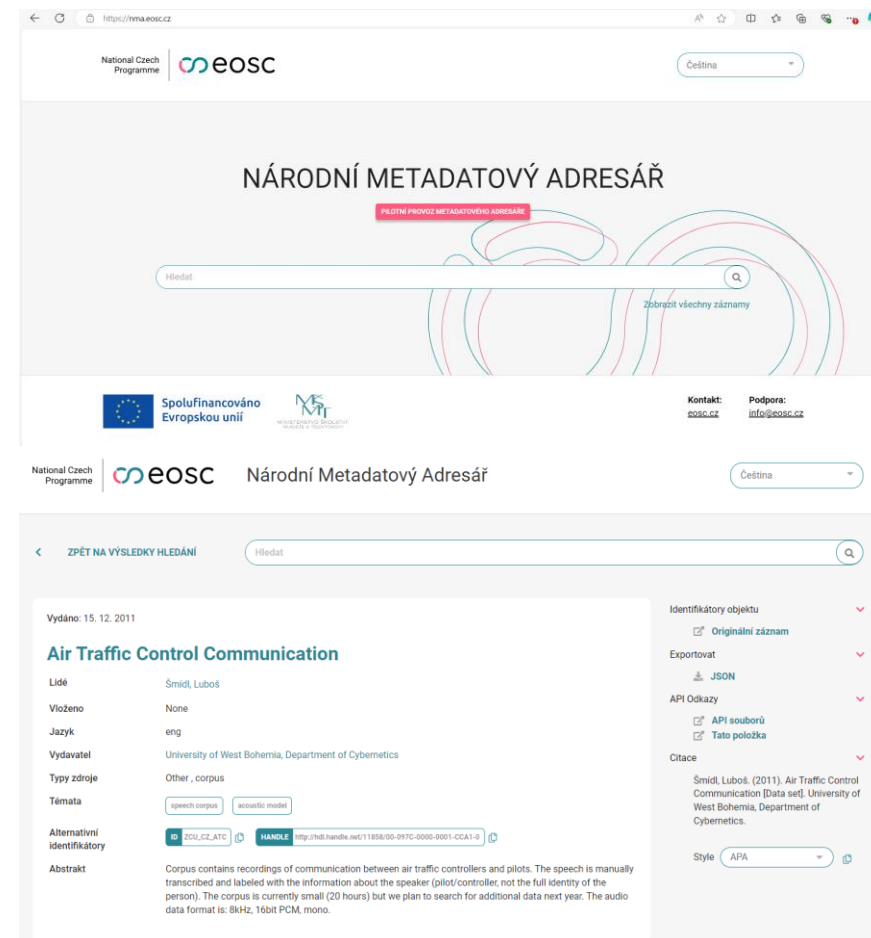 https://nma.eosc.cz
National Czech
Programme
eosc
Čeština
NÁRODNÍ METADATOVÝ ADRESÁŘ
PILOTNÍ PROVOZ METADATOVÉHO ADRESÁŘE
Hledat
Zobrazit všechny záznamy
Spolufinancováno
Evropskou unií
MŠMT
MINISTERSTVO ŠKOLSTVÍ
MLÁDEŽE A TĚLOVÝCHOVY
Kontakt:
eosc.cz
Podpora:
info@eosc.cz
National Czech
Programme
eosc
Národní Metadatový Adresář
Čeština
ZPĚT NA VÝSLEDKY HLEDÁNÍ
Hledat
Vydáno: 15. 12. 2011
Air Traffic Control Communication
Lidé Šmídl, Luboš
Vloženo None
Jazyk eng
Vydavatel University of West Bohemia, Department of Cybernetics
Typy zdroje Other , corpus
Témata speech corpus acoustic model
Alternativní
identifikátory
ID ZCU_CZ_ATC HANDLE http://hdl.handle.net/11858/00-097C-0000-0001-CCA1-0
Abstrakt Corpus contains recordings of communication between air traffic controllers and pilots. The speech is manually
transcribed and labeled with the information about the speaker (pilot/controller, not the full identity of the
person). The corpus is currently small (20 hours) but we plan to search for additional data next year. The audio
data format is: 8kHz, 16bit PCM, mono.
Identifikátory objektu
Originální záznam
Exportovat
JSON
API Odkazy
API souborů
Tato položka
Citace
Šmídl, Luboš. (2011). Air Traffic Control
Communication [Data set]. University of
West Bohemia, Department of
Cybernetics.
Style APA